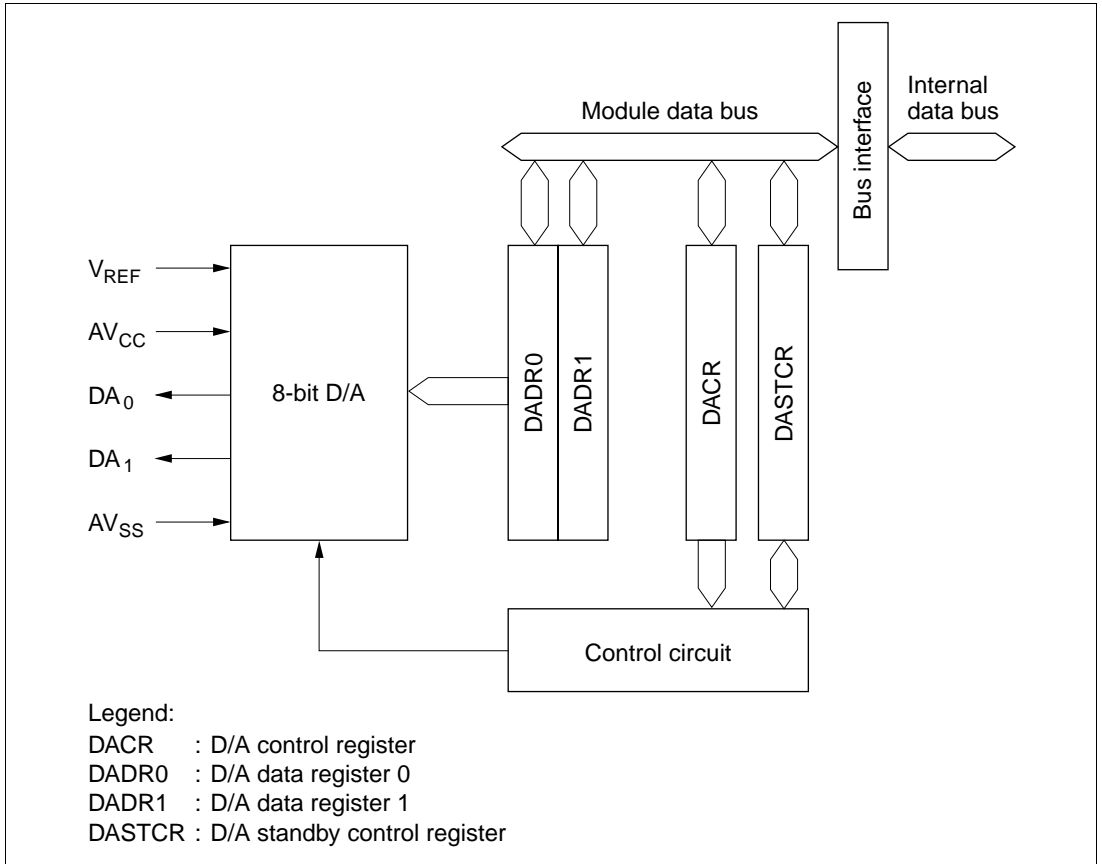 Internal
data bus
Module data bus
Bus interface
VREF
AVCC
DA0
DA1
AVSS
8-bit D/A
DADR0
DADR1
DACR
DASTCR
Control circuit
Legend:
DACR : D/A control register
DADR0 : D/A data register 0
DADR1 : D/A data register 1
DASTCR : D/A standby control register